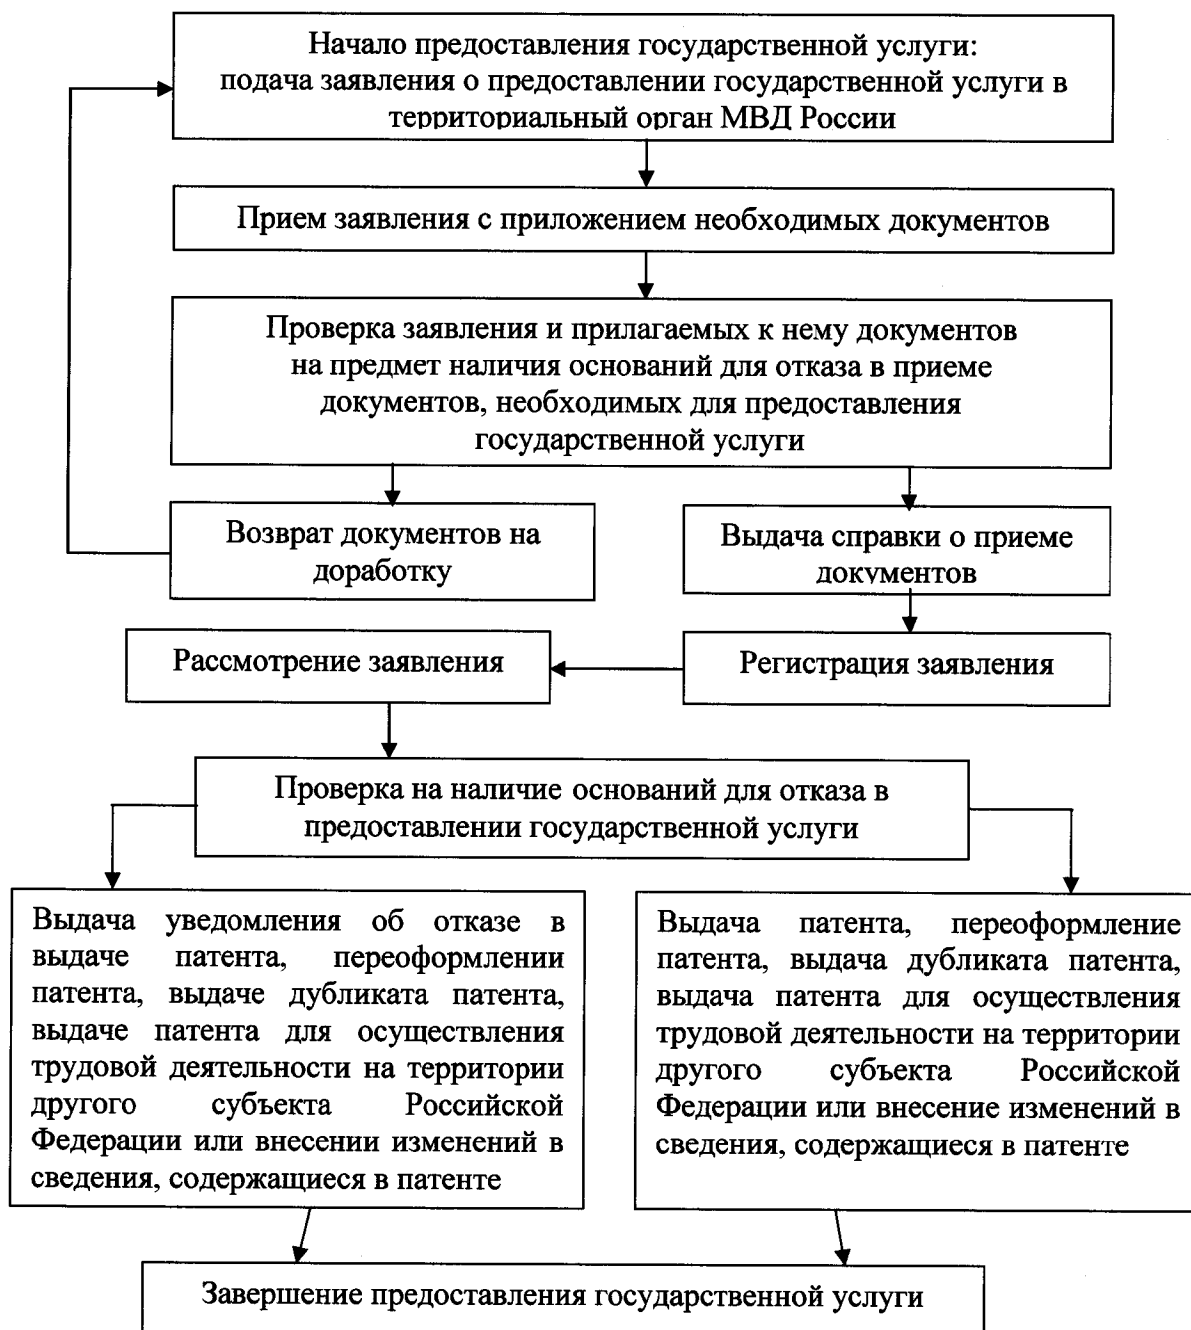 Начало предоставления государственной услуги:
подача заявления о предоставлении государственной услуги в
территориальный орган МВД России
Прием заявления с приложением необходимых документов
Проверка заявления и прилагаемых к нему документов
на предмет наличия оснований для отказа в приеме
документов, необходимых для предоставления
государственной услуги
Возврат документов на
доработку
Выдача справки о приеме
документов
Рассмотрение заявления
Регистрация заявления
Проверка на наличие оснований для отказа в
предоставлении государственной услуги
Выдача уведомления об отказе в
выдаче патента, переоформлении
патента, выдаче дубликата патента,
выдаче патента для осуществления
трудовой деятельности на территории
другого субъекта Российской
Федерации или внесении изменений в
сведения, содержащиеся в патенте
Выдача патента, переоформление
патента, выдача дубликата патента,
выдача патента для осуществления
трудовой деятельности на территории
другого субъекта Российской
Федерации или внесение изменений в
сведения, содержащиеся в патенте
Завершение предоставления государственной услуги